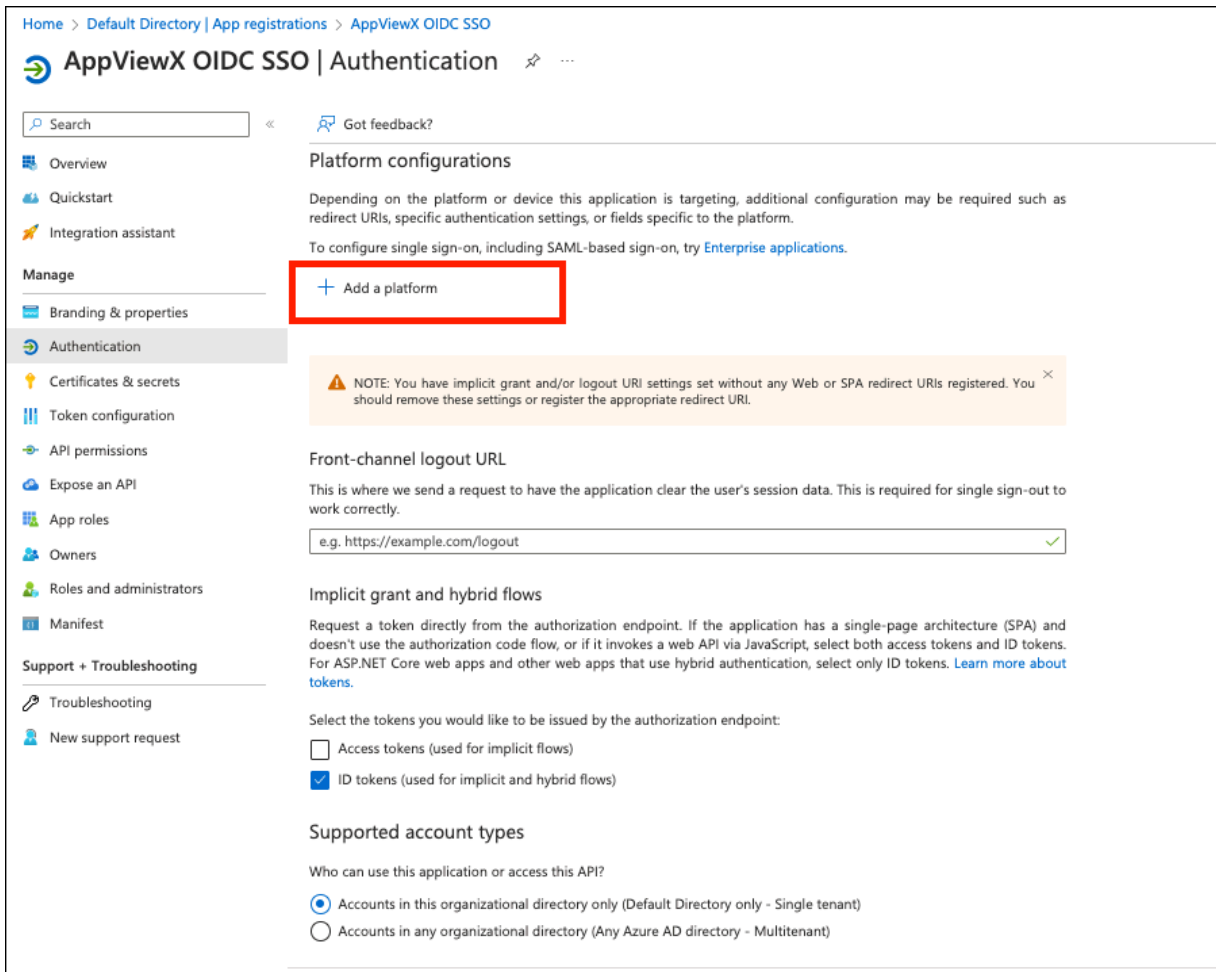 Home > Default Directory | App registrations > AppViewX OIDC SSO
AppViewX OIDC SSO | Authentication
Search
Got feedback?
Overview
Quickstart
Integration assistant
Manage
Branding & properties
Authentication
Certificates & secrets
Token configuration
API permissions
Expose an API
App roles
Owners
Roles and administrators
Manifest
Support + Troubleshooting
Troubleshooting
New support request
Platform configurations
Depending on the platform or device this application is targeting, additional configuration may be required such as
redirect URIs, specific authentication settings, or fields specific to the platform.
To configure single sign-on, including SAML-based sign-on, try Enterprise applications.
Add a platform
NOTE: You have implicit grant and/or logout URI settings set without any Web or SPA redirect URIs registered. You
should remove these settings or register the appropriate redirect URI.
Front-channel logout URL
This is where we send a request to have the application clear the user's session data. This is required for single sign-out to
work correctly.
e.g. https://example.com/logout
Implicit grant and hybrid flows
Request a token directly from the authorization endpoint. If the application has a single-page architecture (SPA) and
doesn't use the authorization code flow, or if it invokes a web API via JavaScript, select both access tokens and ID tokens.
For ASP.NET Core web apps and other web apps that use hybrid authentication, select only ID tokens. Learn more about
tokens.
Select the tokens you would like to be issued by the authorization endpoint:
Access tokens (used for implicit flows)
ID tokens (used for implicit and hybrid flows)
Supported account types
Who can use this application or access this API?
Accounts in this organizational directory only (Default Directory only - Single tenant)
Accounts in any organizational directory (Any Azure AD directory - Multitenant)